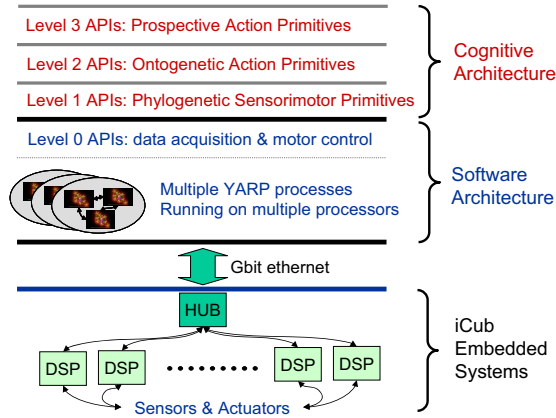 Level 3 APIs: Prospective Action Primitives
Level 2 APIs: Ontogenetic Action Primitives
Level 1 APIs: Phylogenetic Sensorimotor Primitives
Cognitive
Architecture
Level 0 APIs: data acquisition & motor control
Multiple YARP processes
Running on multiple processors
Software
Architecture
Gbit ethernet
HUB
DSP
DSP
DSP
DSP
Sensors & Actuators
iCub
Embedded
Systems